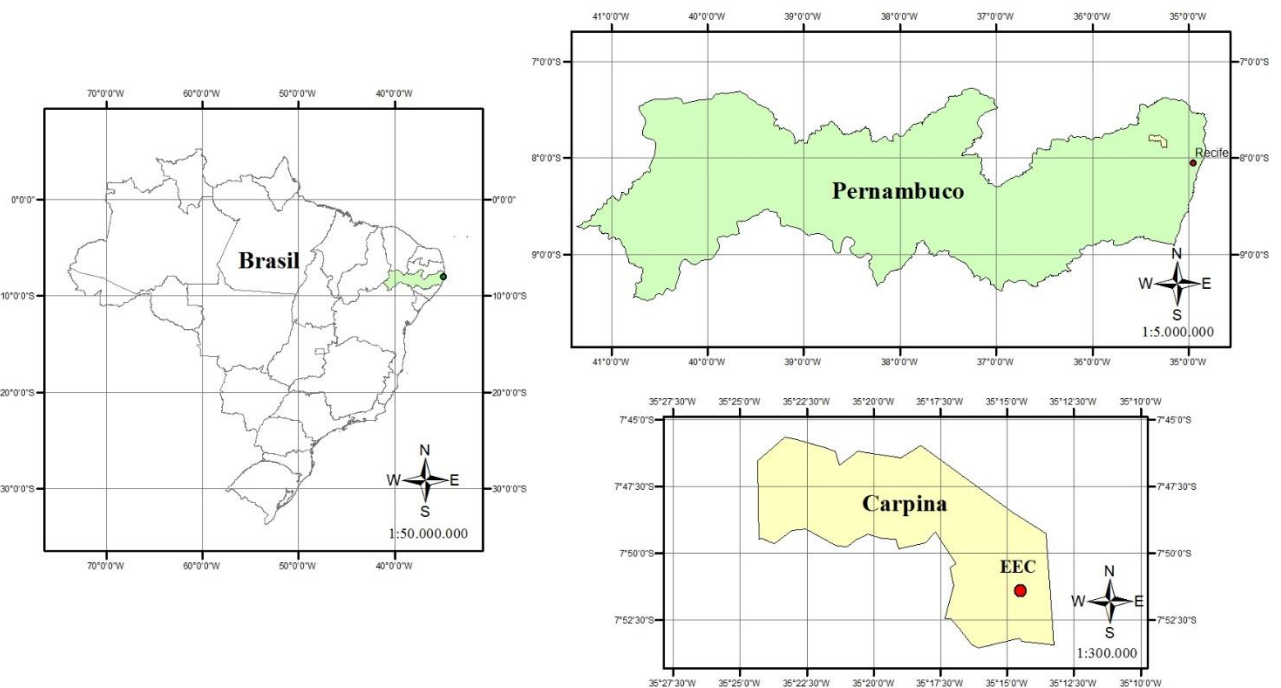 70°0'0"W 60°0'0"W 50°0'0"W 40°0'0"W
0°0'0" 0°0'0"
Brasil
10°0'0"S 10°0'0"S
20°0'0"S 20°0'0"S
30°0'0"S 30°0'0"S
N
W E
S
1:50.000.000
70°0'0"W 60°0'0"W 50°0'0"W 40°0'0"W
41°0'0"W 40°0'0"W 39°0'0"W 38°0'0"W 37°0'0"W 36°0'0"W 35°0'0"W
7°0'0"S 7°0'0"S
8°0'0"S Recife 8°0'0"S
Pernambuco
9°0'0"S 9°0'0"S
N
W E
S
1:5.000.000
41°0'0"W 40°0'0"W 39°0'0"W 38°0'0"W 37°0'0"W 36°0'0"W 35°0'0"W
35°27'30"W 35°25'0"W 35°22'30"W 35°20'0"W 35°17'30"W 35°15'0"W 35°12'30"W 35°10'0"W
7°45'0"S 7°45'0"S
7°47'30"S 7°47'30"S
Carpina
7°50'0"S 7°50'0"S
EEC
N
W E
S
7°52'30"S 7°52'30"S
1:300.000
35°27'30"W 35°25'0"W 35°22'30"W 35°20'0"W 35°17'30"W 35°15'0"W 35°12'30"W 35°10'0"W